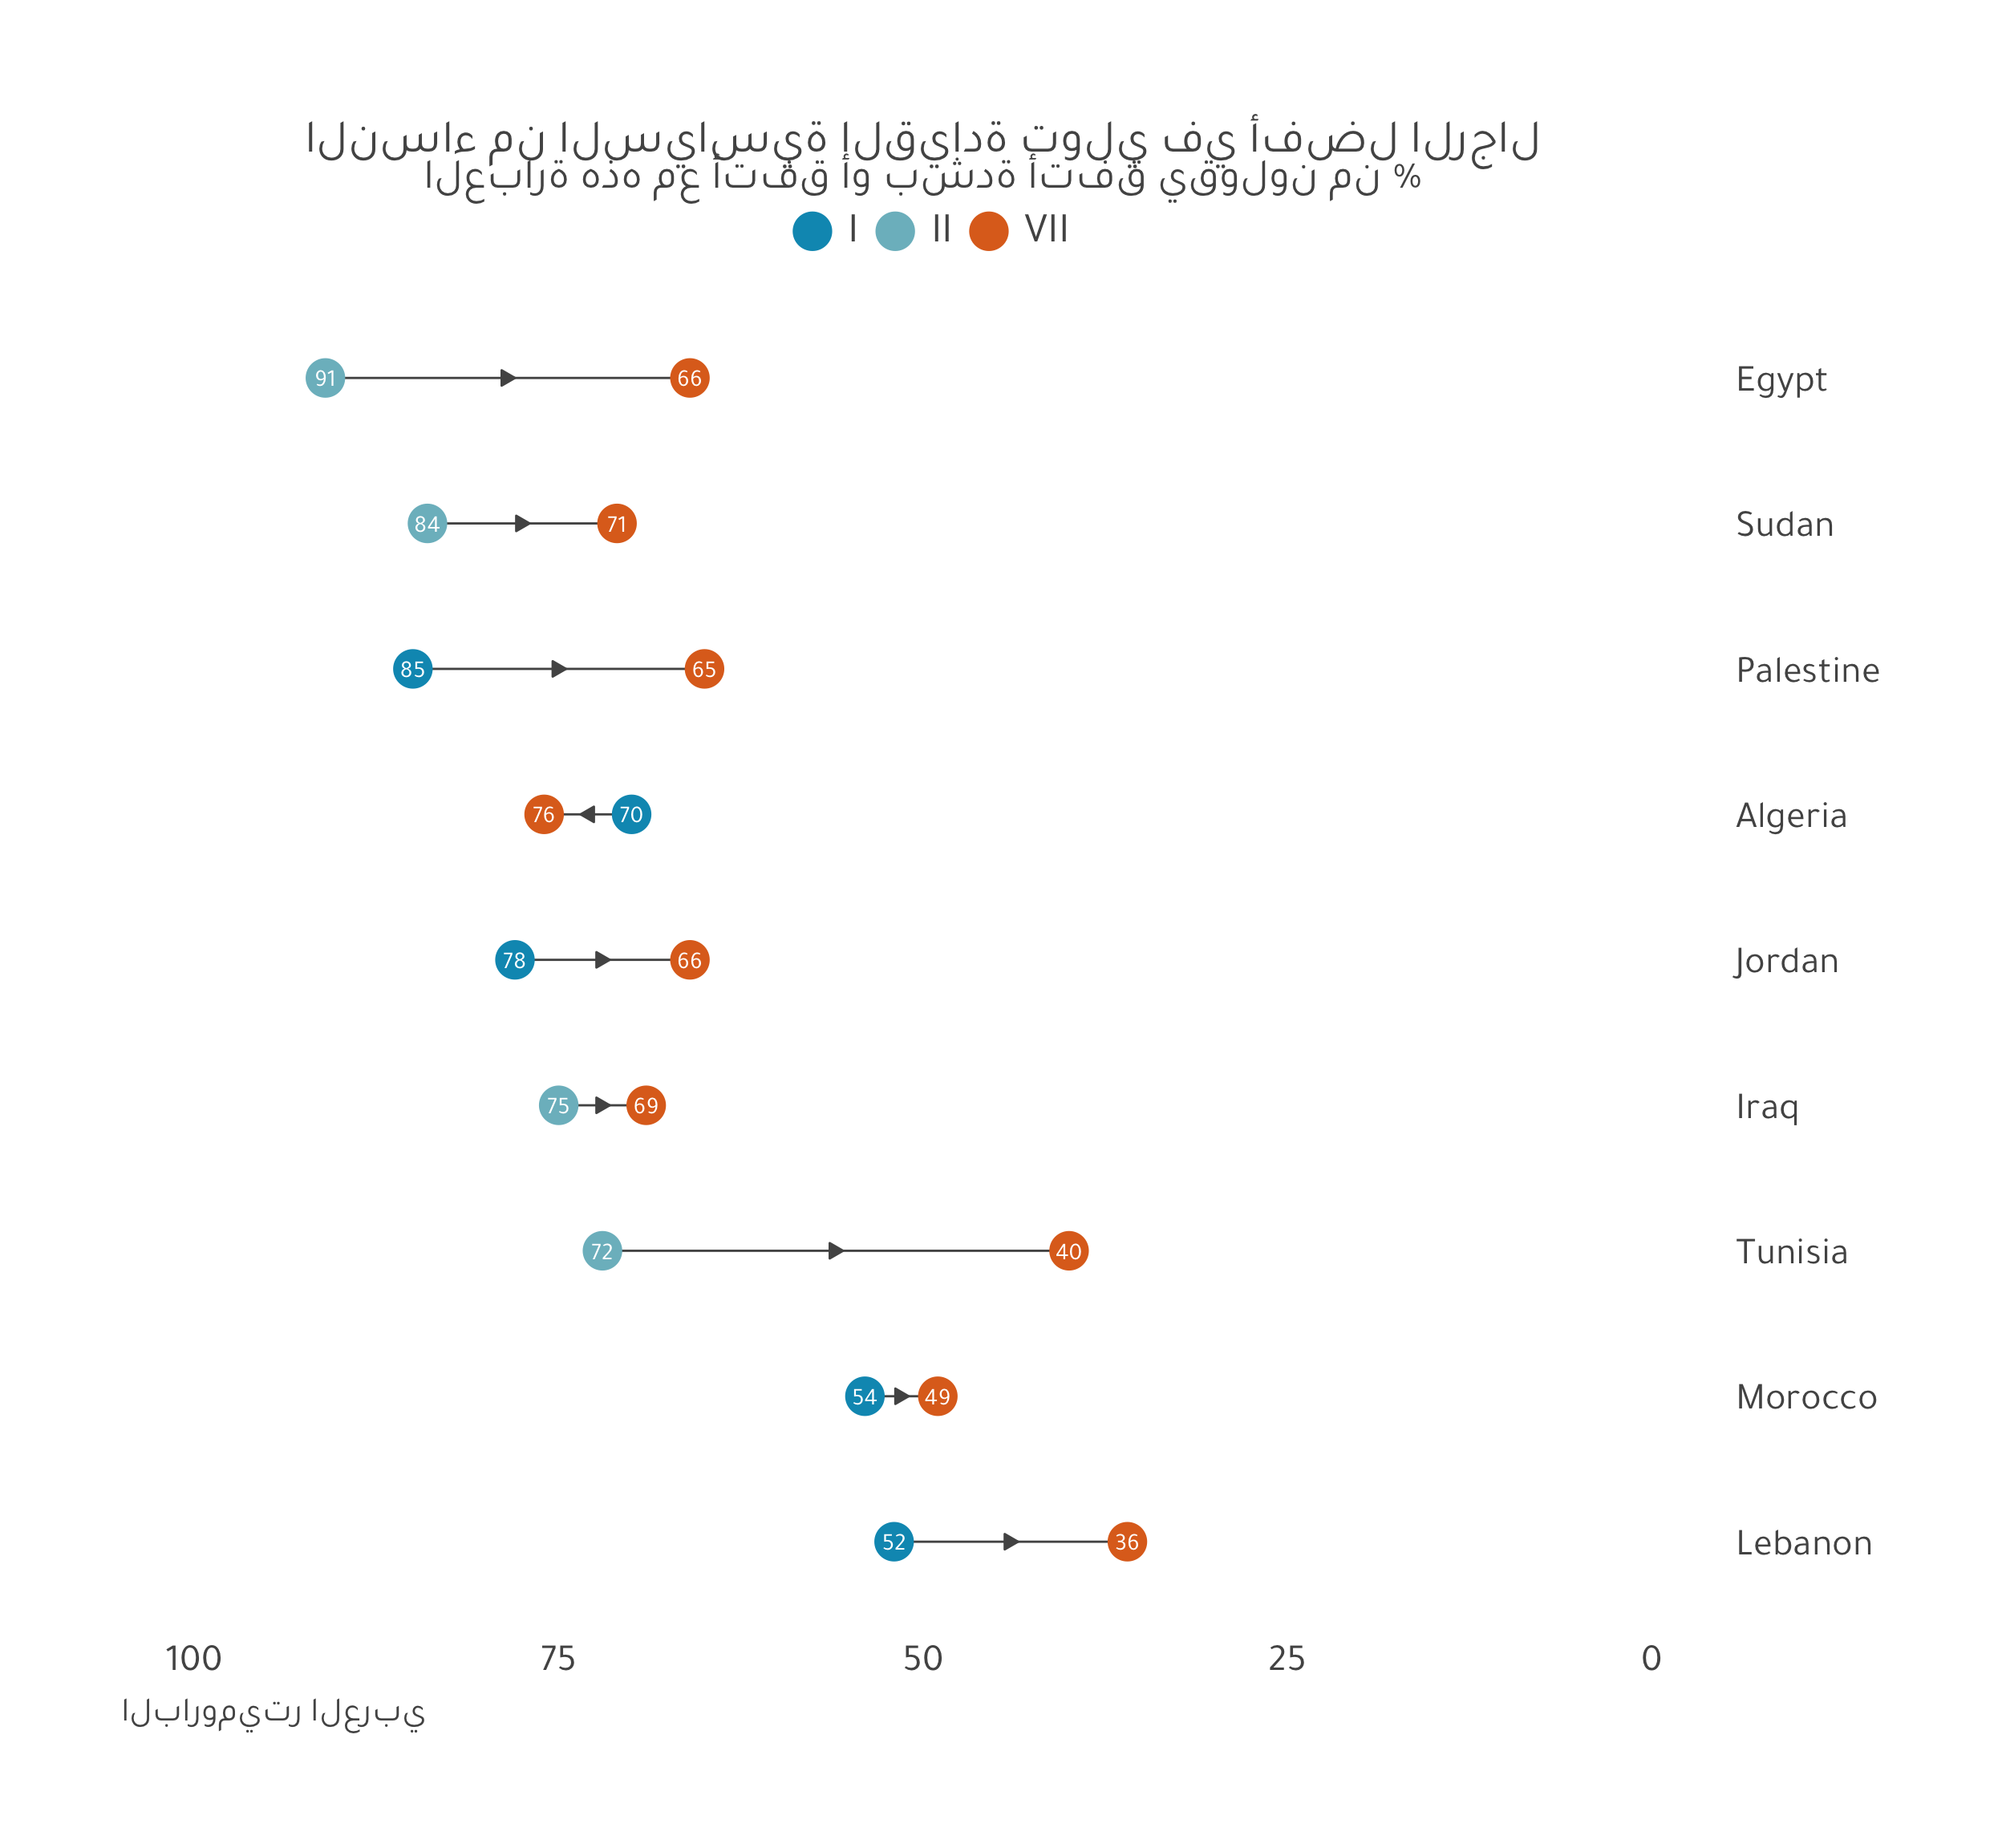 الرجال أفضل في تولي القيادة السياسية من النساء
% من يقولون أتفق بشدة أو أتفق مع هذه العبارة
I II VII
91 66 Egypt
84 71 Sudan
85 65 Palestine
76 70 Algeria
78 66 Jordan
75 69 Iraq
72 40 Tunisia
54 49 Morocco
52 36 Lebanon
100 75 50 25 0
الباروميتر العربي